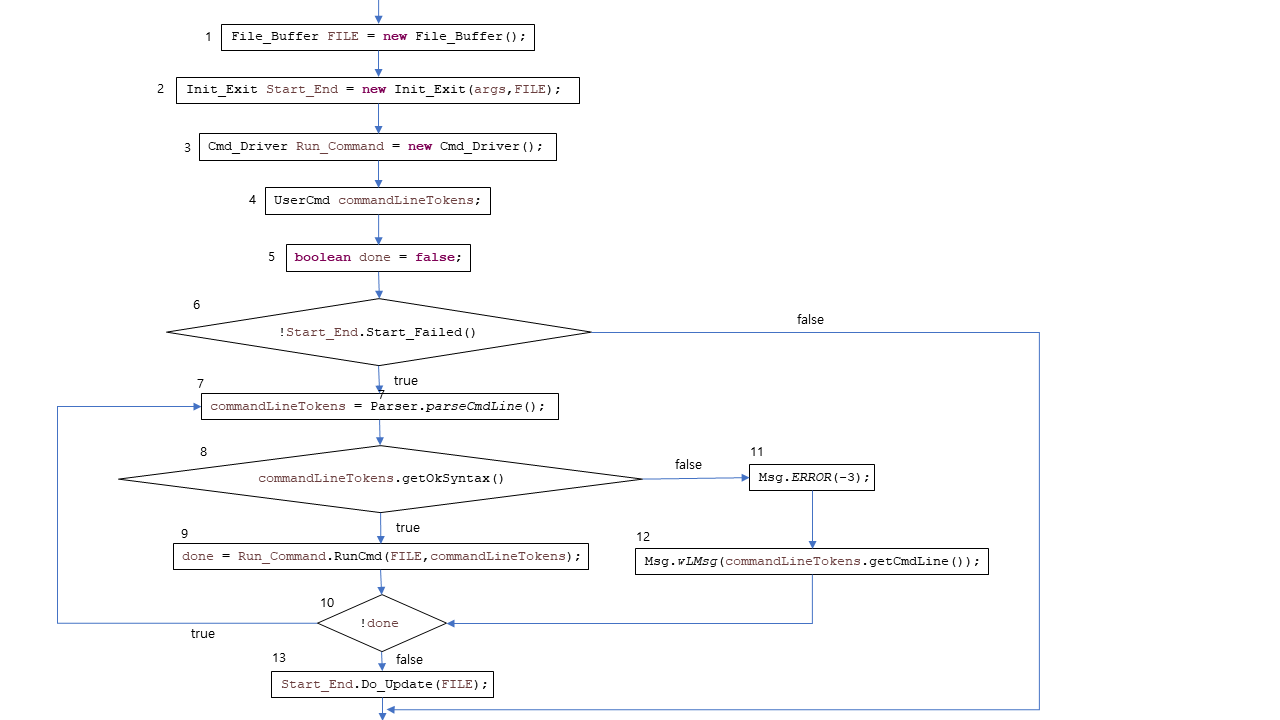 1
File_Buffer FILE = new File_Buffer();
2
Init_Exit Start_End = new Init_Exit(args,FILE);
3
Cmd_Driver Run_Command = new Cmd_Driver();
4
UserCmd commandLineTokens;
5
boolean done = false;
6
!Start_End.Start_Failed()
false
true
7
7
commandLineTokens = Parser.parseCmdLine();
8
commandLineTokens.getOkSyntax()
false
11
Msg.ERROR(-3);
true
9
done = Run_Command.RunCmd(FILE,commandLineTokens);
12
Msg.wLMsg(commandLineTokens.getCmdLine());
10
!done
true
false
13
Start_End.Do_Update(FILE);